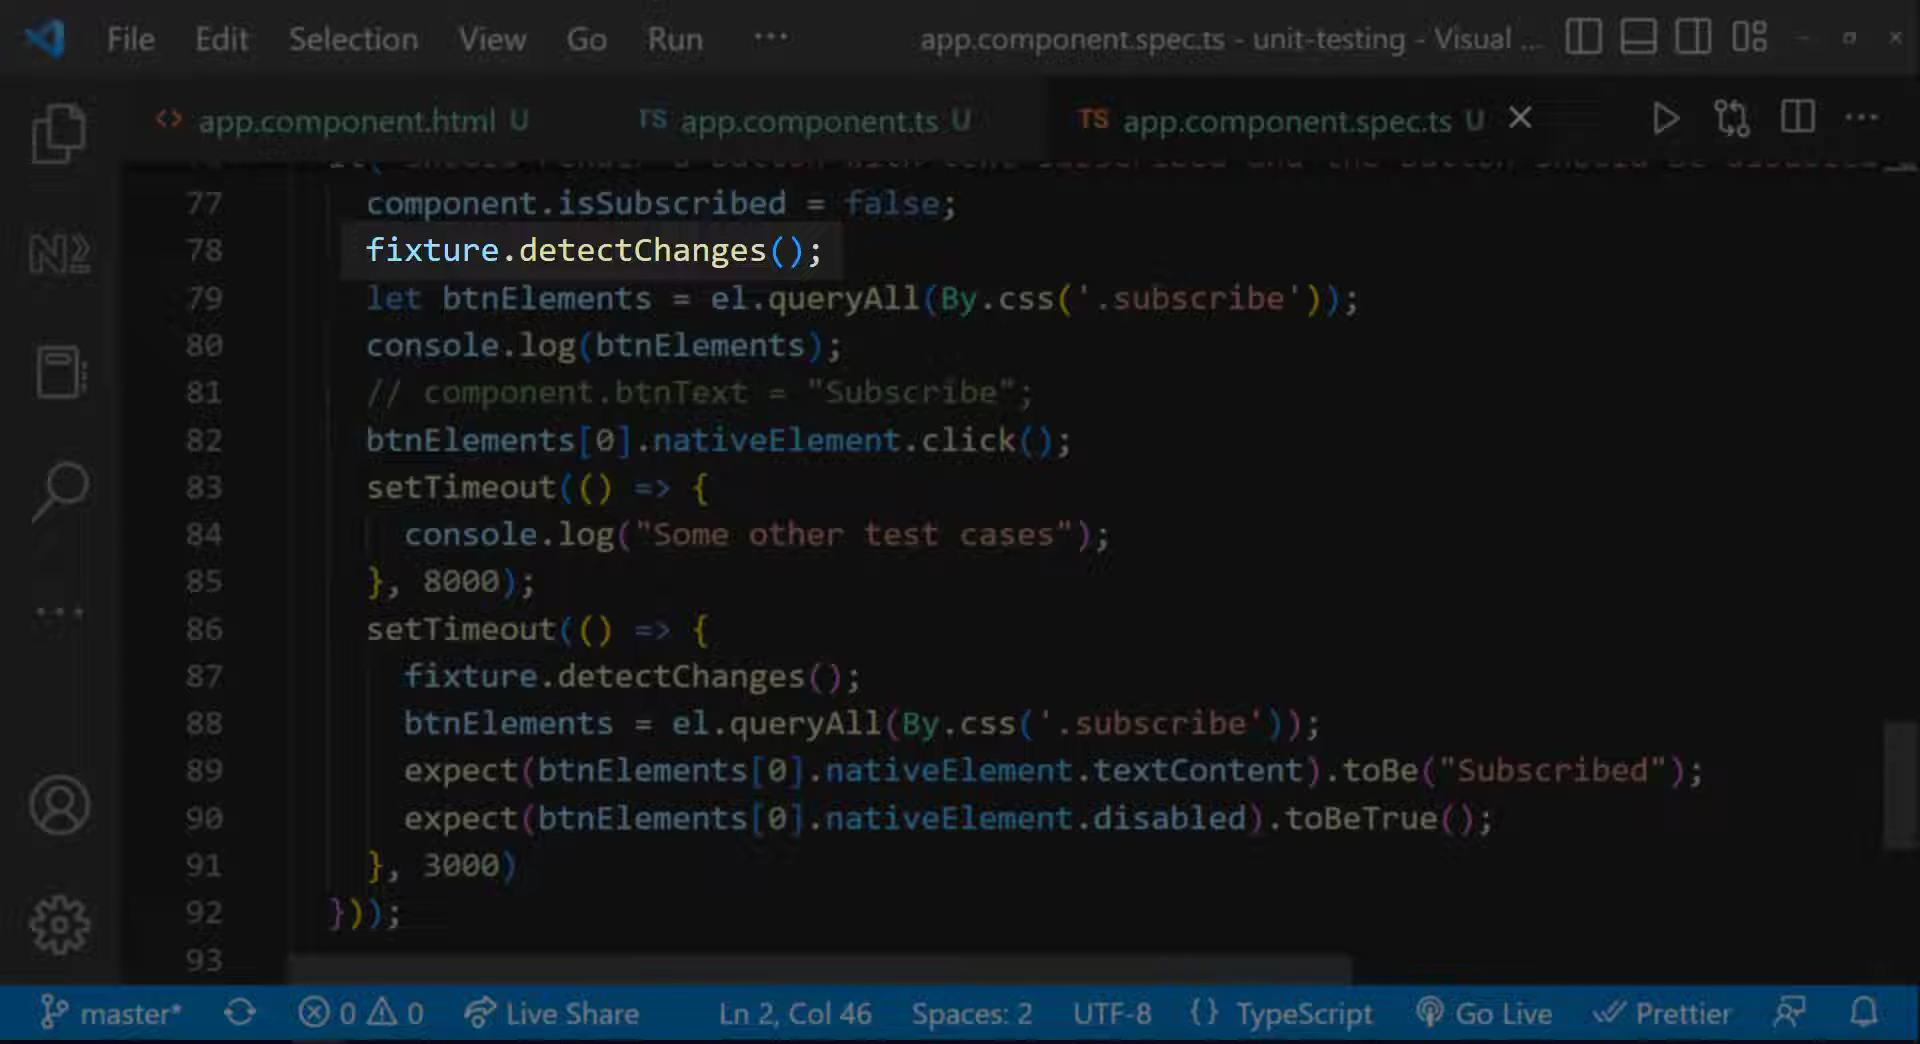 File Edit Selection View Go Run ··· app.component.spec.ts - unit-testing - Visual ...
<> app.component.html U TS app.component.ts U TS app.component.spec.ts U
77 component.isSubscribed = false;
78 fixture.detectChanges();
79 let btnElements = el.queryAll(By.css('.subscribe'));
80 console.log(btnElements);
81 // component.btnText = "Subscribe";
82 btnElements[0].nativeElement.click();
83 setTimeout(() => {
84 console.log("Some other test cases");
85 }, 8000);
86 setTimeout(() => {
87 fixture.detectChanges();
88 btnElements = el.queryAll(By.css('.subscribe'));
89 expect(btnElements[0].nativeElement.textContent).toBe("Subscribed");
90 expect(btnElements[0].nativeElement.disabled).toBeTrue();
91 }, 3000)
92 }));
93
master* 0 0 Live Share Ln 2, Col 46 Spaces: 2 UTF-8 {} TypeScript Go Live Prettier